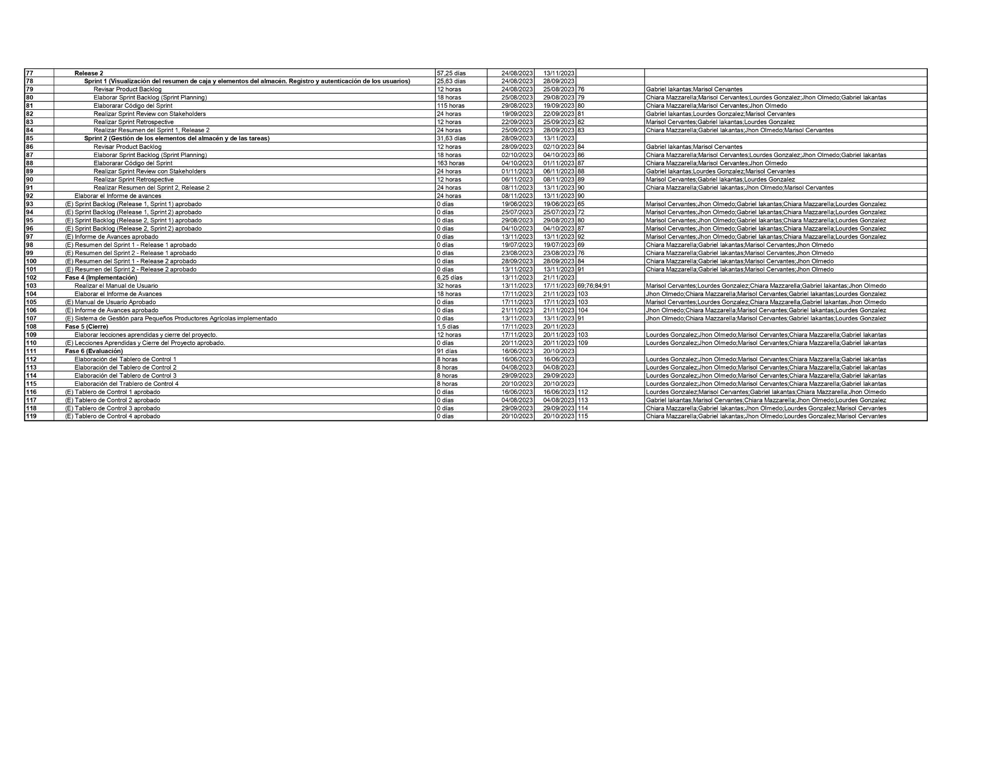 77 Release 2 57,25 días 24/08/2023 13/11/2023
78 Sprint 1 (Visualización del resumen de caja y elementos del almacén. Registro y autenticación de los usuarios) 25,63 días 24/08/2023 28/09/2023
79 Revisar Product Backlog 12 horas 24/08/2023 25/08/2023 76 Gabriel Iakantas;Marisol Cervantes
80 Elaborar Sprint Backlog (Sprint Planning) 18 horas 25/08/2023 29/08/2023 79 Chiara Mazzarella;Marisol Cervantes;Lourdes Gonzalez;Jhon Olmedo;Gabriel Iakantas
81 Elaborarar Código del Sprint 115 horas 29/08/2023 19/09/2023 80 Chiara Mazzarella;Marisol Cervantes;Jhon Olmedo
82 Realizar Sprint Review con Stakeholders 24 horas 19/09/2023 22/09/2023 81 Gabriel Iakantas;Lourdes Gonzalez;Marisol Cervantes
83 Realizar Sprint Retrospective 12 horas 22/09/2023 25/09/2023 82 Marisol Cervantes;Gabriel Iakantas;Lourdes Gonzalez
84 Realizar Resumen del Sprint 1, Release 2 24 horas 25/09/2023 28/09/2023 83 Chiara Mazzarella;Gabriel Iakantas;Jhon Olmedo;Marisol Cervantes
85 Sprint 2 (Gestión de los elementos del almacén y de las tareas) 31,63 días 28/09/2023 13/11/2023
86 Revisar Product Backlog 12 horas 28/09/2023 02/10/2023 84 Gabriel Iakantas;Marisol Cervantes
87 Elaborar Sprint Backlog (Sprint Planning) 18 horas 02/10/2023 04/10/2023 86 Chiara Mazzarella;Marisol Cervantes;Lourdes Gonzalez;Jhon Olmedo;Gabriel Iakantas
88 Elaborarar Código del Sprint 163 horas 04/10/2023 01/11/2023 87 Chiara Mazzarella;Marisol Cervantes;Jhon Olmedo
89 Realizar Sprint Review con Stakeholders 24 horas 01/11/2023 06/11/2023 88 Gabriel Iakantas;Lourdes Gonzalez;Marisol Cervantes
90 Realizar Sprint Retrospective 12 horas 06/11/2023 08/11/2023 89 Marisol Cervantes;Gabriel Iakantas;Lourdes Gonzalez
91 Realizar Resumen del Sprint 2, Release 2 24 horas 08/11/2023 13/11/2023 90 Chiara Mazzarella;Gabriel Iakantas;Jhon Olmedo;Marisol Cervantes
92 Elaborar el Informe de avances 24 horas 08/11/2023 13/11/2023 90
93 (E) Sprint Backlog (Release 1, Sprint 1) aprobado 0 días 19/06/2023 19/06/2023 65 Marisol Cervantes;Jhon Olmedo;Gabriel Iakantas;Chiara Mazzarella;Lourdes Gonzalez
94 (E) Sprint Backlog (Release 1, Sprint 2) aprobado 0 días 25/07/2023 25/07/2023 72 Marisol Cervantes;Jhon Olmedo;Gabriel Iakantas;Chiara Mazzarella;Lourdes Gonzalez
95 (E) Sprint Backlog (Release 2, Sprint 1) aprobado 0 días 29/08/2023 29/08/2023 80 Marisol Cervantes;Jhon Olmedo;Gabriel Iakantas;Chiara Mazzarella;Lourdes Gonzalez
96 (E) Sprint Backlog (Release 2, Sprint 2) aprobado 0 días 04/10/2023 04/10/2023 87 Marisol Cervantes;Jhon Olmedo;Gabriel Iakantas;Chiara Mazzarella;Lourdes Gonzalez
97 (E) Informe de Avances aprobado 0 días 13/11/2023 13/11/2023 92 Marisol Cervantes;Jhon Olmedo;Gabriel Iakantas;Chiara Mazzarella;Lourdes Gonzalez
98 (E) Resumen del Sprint 1 - Release 1 aprobado 0 días 19/07/2023 19/07/2023 69 Chiara Mazzarella;Gabriel Iakantas;Marisol Cervantes;Jhon Olmedo
99 (E) Resumen del Sprint 2 - Release 1 aprobado 0 días 23/08/2023 23/08/2023 76 Chiara Mazzarella;Gabriel Iakantas;Marisol Cervantes;Jhon Olmedo
100 (E) Resumen del Sprint 1 - Release 2 aprobado 0 días 28/09/2023 28/09/2023 84 Chiara Mazzarella;Gabriel Iakantas;Marisol Cervantes;Jhon Olmedo
101 (E) Resumen del Sprint 2 - Release 2 aprobado 0 días 13/11/2023 13/11/2023 91 Chiara Mazzarella;Gabriel Iakantas;Marisol Cervantes;Jhon Olmedo
102 Fase 4 (Implementación) 6,25 días 13/11/2023 21/11/2023
103 Realizar el Manual de Usuario 32 horas 13/11/2023 17/11/2023 69;76;84;91 Marisol Cervantes;Lourdes Gonzalez;Chiara Mazzarella;Gabriel Iakantas;Jhon Olmedo
104 Elaborar el Informe de Avances 18 horas 17/11/2023 21/11/2023 103 Jhon Olmedo;Chiara Mazzarella;Marisol Cervantes;Gabriel Iakantas;Lourdes Gonzalez
105 (E) Manual de Usuario Aprobado 0 días 17/11/2023 17/11/2023 103 Marisol Cervantes;Lourdes Gonzalez;Chiara Mazzarella;Gabriel Iakantas;Jhon Olmedo
106 (E) Informe de Avances aprobado 0 días 21/11/2023 21/11/2023 104 Jhon Olmedo;Chiara Mazzarella;Marisol Cervantes;Gabriel Iakantas;Lourdes Gonzalez
107 (E) Sistema de Gestión para Pequeños Productores Agrícolas implementado 0 días 13/11/2023 13/11/2023 91 Jhon Olmedo;Chiara Mazzarella;Marisol Cervantes;Gabriel Iakantas;Lourdes Gonzalez
108 Fase 5 (Cierre) 1,5 días 17/11/2023 20/11/2023
109 Elaborar lecciones aprendidas y cierre del proyecto. 12 horas 17/11/2023 20/11/2023 103 Lourdes Gonzalez;Jhon Olmedo;Marisol Cervantes;Chiara Mazzarella;Gabriel Iakantas
110 (E) Lecciones Aprendidas y Cierre del Proyecto aprobado. 0 días 20/11/2023 20/11/2023 109 Lourdes Gonzalez;Jhon Olmedo;Marisol Cervantes;Chiara Mazzarella;Gabriel Iakantas
111 Fase 6 (Evaluación) 91 días 16/06/2023 20/10/2023
112 Elaboración del Tablero de Control 1 8 horas 16/06/2023 16/06/2023 Lourdes Gonzalez;Jhon Olmedo;Marisol Cervantes;Chiara Mazzarella;Gabriel Iakantas
113 Elaboración del Tablero de Control 2 8 horas 04/08/2023 04/08/2023 Lourdes Gonzalez;Jhon Olmedo;Marisol Cervantes;Chiara Mazzarella;Gabriel Iakantas
114 Elaboración del Tablero de Control 3 8 horas 29/09/2023 29/09/2023 Lourdes Gonzalez;Jhon Olmedo;Marisol Cervantes;Chiara Mazzarella;Gabriel Iakantas
115 Elaboración del Trablero de Control 4 8 horas 20/10/2023 20/10/2023 Lourdes Gonzalez;Jhon Olmedo;Marisol Cervantes;Chiara Mazzarella;Gabriel Iakantas
116 (E) Tablero de Control 1 aprobado 0 días 16/06/2023 16/06/2023 112 Lourdes Gonzalez;Marisol Cervantes;Gabriel Iakantas;Chiara Mazzarella;Jhon Olmedo
117 (E) Tablero de Control 2 aprobado 0 días 04/08/2023 04/08/2023 113 Gabriel Iakantas;Marisol Cervantes;Chiara Mazzarella;Jhon Olmedo;Lourdes Gonzalez
118 (E) Tablero de Control 3 aprobado 0 días 29/09/2023 29/09/2023 114 Chiara Mazzarella;Gabriel Iakantas;Jhon Olmedo;Lourdes Gonzalez;Marisol Cervantes
119 (E) Tablero de Control 4 aprobado 0 días 20/10/2023 20/10/2023 115 Chiara Mazzarella;Gabriel Iakantas;Jhon Olmedo;Lourdes Gonzalez;Marisol Cervantes